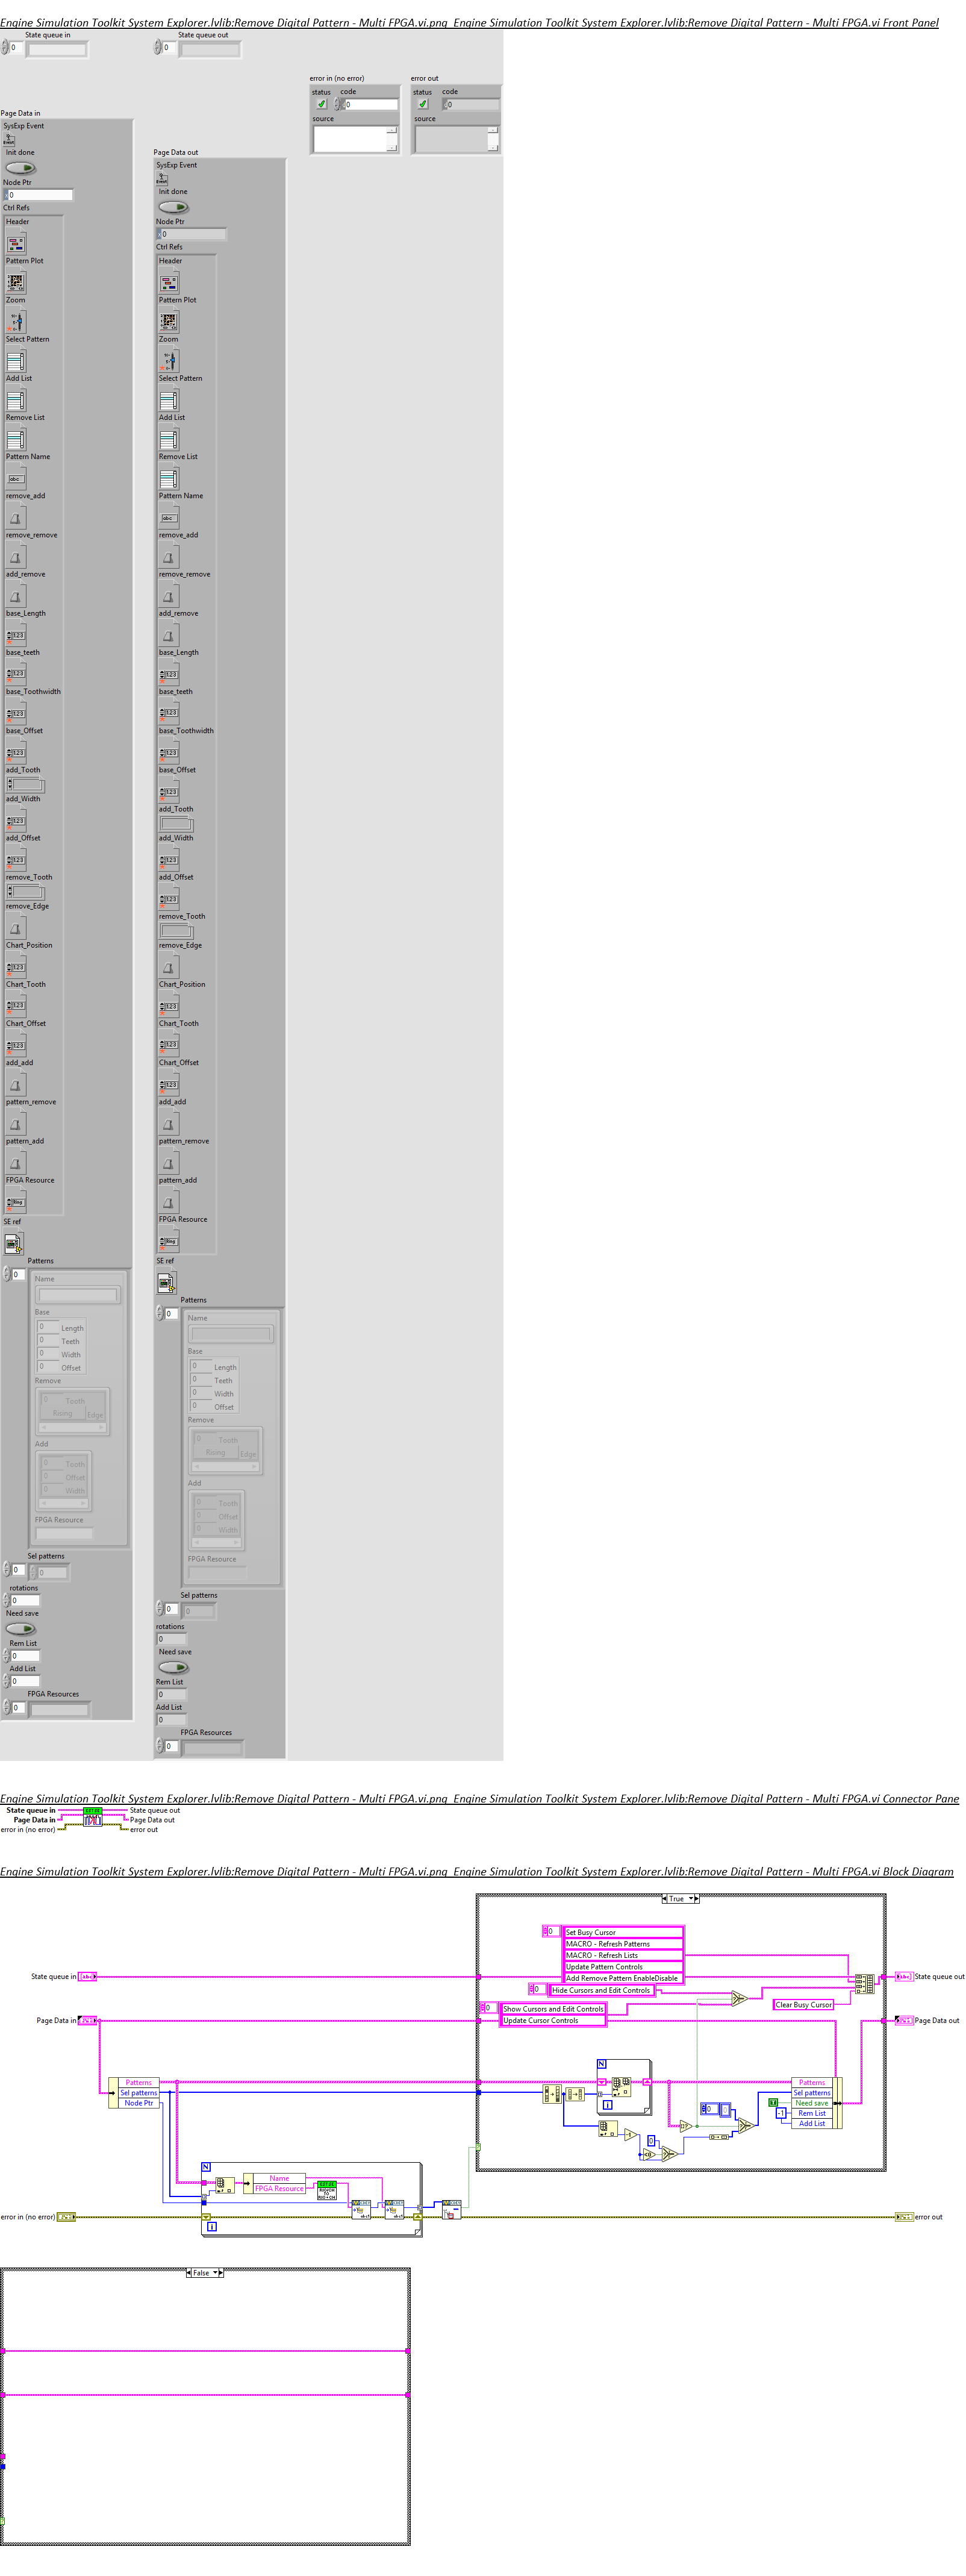 Engine Simulation Toolkit System Explorer.lvlib:Remove Digital Pattern - Multi FPGA.vi.png  Engine Simulation Toolkit System Explorer.lvlib:Remove Digital Pattern - Multi FPGA.vi Front Panel
State queue in
0
State queue out
0
error in (no error)
status code
0
source
error out
status code
0
source
Page Data in
SysExp Event
Init done
Node Ptr
0
Ctrl Refs
Header
Pattern Plot
Zoom
Select Pattern
Add List
Remove List
Pattern Name
remove_add
remove_remove
add_remove
base_Length
base_teeth
base_Toothwidth
base_Offset
add_Tooth
add_Width
add_Offset
remove_Tooth
remove_Edge
Chart_Position
Chart_Tooth
Chart_Offset
add_add
pattern_remove
pattern_add
FPGA Resource
SE ref
Patterns
0
Name
Base
0 Length
0 Teeth
0 Width
0 Offset
Remove
0 Tooth
Rising Edge
Add
0 Tooth
0 Offset
0 Width
FPGA Resource
Sel patterns
0 0
rotations
0
Need save
Rem List
0
Add List
0
FPGA Resources
0
Page Data out
SysExp Event
Init done
Node Ptr
0
Ctrl Refs
Header
Pattern Plot
Zoom
Select Pattern
Add List
Remove List
Pattern Name
remove_add
remove_remove
add_remove
base_Length
base_teeth
base_Toothwidth
base_Offset
add_Tooth
add_Width
add_Offset
remove_Tooth
remove_Edge
Chart_Position
Chart_Tooth
Chart_Offset
add_add
pattern_remove
pattern_add
FPGA Resource
SE ref
Patterns
0
Name
Base
0 Length
0 Teeth
0 Width
0 Offset
Remove
0 Tooth
Rising Edge
Add
0 Tooth
0 Offset
0 Width
FPGA Resource
Sel patterns
0 0
rotations
0
Need save
Rem List
0
Add List
0
FPGA Resources
0
Engine Simulation Toolkit System Explorer.lvlib:Remove Digital Pattern - Multi FPGA.vi.png  Engine Simulation Toolkit System Explorer.lvlib:Remove Digital Pattern - Multi FPGA.vi Connector Pane
State queue in
Page Data in
error in (no error)
State queue out
Page Data out
error out
Engine Simulation Toolkit System Explorer.lvlib:Remove Digital Pattern - Multi FPGA.vi.png  Engine Simulation Toolkit System Explorer.lvlib:Remove Digital Pattern - Multi FPGA.vi Block Diagram
True
0 Set Busy Cursor
MACRO - Refresh Patterns
MACRO - Refresh Lists
Update Pattern Controls
Add Remove Pattern EnableDisable
0 Hide Cursors and Edit Controls
0 Show Cursors and Edit Controls
Update Cursor Controls
Clear Busy Cursor
State queue in
State queue out
Page Data in
Page Data out
Patterns
Sel patterns
Node Ptr
N
i
0
0 0
Patterns
Sel patterns
Need save
-1 Rem List
Add List
N
Name
FPGA Resource
i
error in (no error)
error out
False